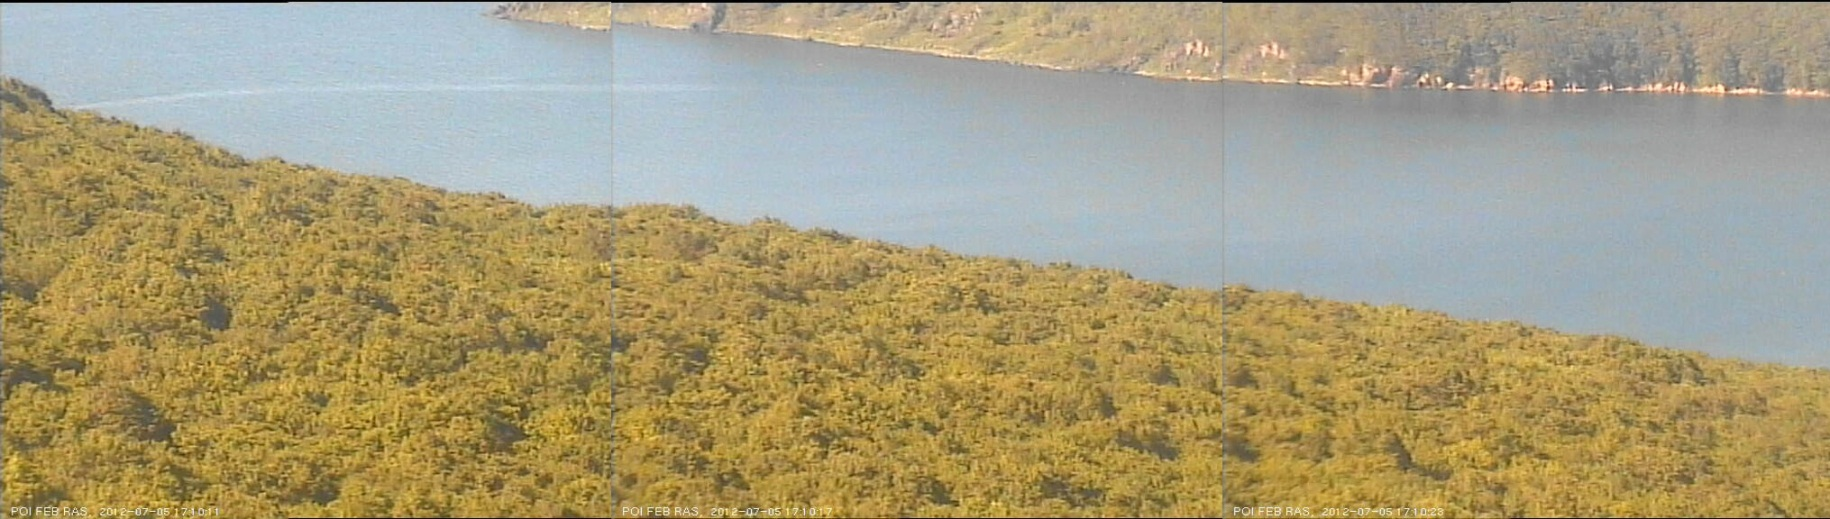 POI FEB RAS, 2012-07-05 17:10:11
POI FEB RAS, 2012-07-05 17:10:17
POI FEB RAS, 2012-07-05 17:10:23